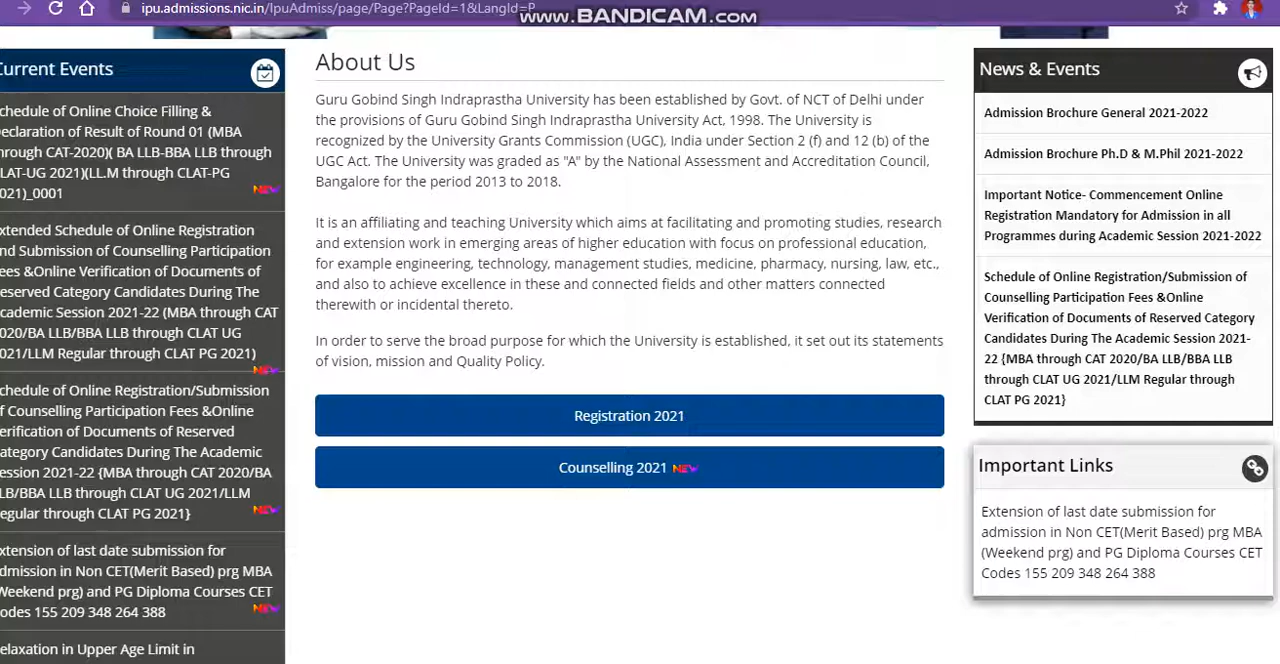 ipu.admissions.nic.in/IpuAdmiss/page/Page?PageId=1&LangId=P
www.BANDICAM.com
Current Events
chedule of Online Choice Filling &
Declaration of Result of Round 01 (MBA
hrough CAT-2020)( BA LLB-BBA LLB through
CLAT-UG 2021)(LL.M through CLAT-PG
2021)_0001
NEW
xtended Schedule of Online Registration
nd Submission of Counselling Participation
ees &Online Verification of Documents of
eserved Category Candidates During The
cademic Session 2021-22 (MBA through CAT
020/BA LLB/BBA LLB through CLAT UG
021/LLM Regular through CLAT PG 2021)
NEW
chedule of Online Registration/Submission
f Counselling Participation Fees &Online
erification of Documents of Reserved
ategory Candidates During The Academic
ession 2021-22 {MBA through CAT 2020/BA
LB/BBA LLB through CLAT UG 2021/LLM
egular through CLAT PG 2021}
NEW
xtension of last date submission for
dmission in Non CET(Merit Based) prg MBA
Weekend prg) and PG Diploma Courses CET
odes 155 209 348 264 388
NEW
elaxation in Upper Age Limit in
About Us
Guru Gobind Singh Indraprastha University has been established by Govt. of NCT of Delhi under
the provisions of Guru Gobind Singh Indraprastha University Act, 1998. The University is
recognized by the University Grants Commission (UGC), India under Section 2 (f) and 12 (b) of the
UGC Act. The University was graded as "A" by the National Assessment and Accreditation Council,
Bangalore for the period 2013 to 2018.
It is an affiliating and teaching University which aims at facilitating and promoting studies, research
and extension work in emerging areas of higher education with focus on professional education,
for example engineering, technology, management studies, medicine, pharmacy, nursing, law, etc.,
and also to achieve excellence in these and connected fields and other matters connected
therewith or incidental thereto.
In order to serve the broad purpose for which the University is established, it set out its statements
of vision, mission and Quality Policy.
Registration 2021
Counselling 2021 NEW
News & Events
Admission Brochure General 2021-2022
Admission Brochure Ph.D & M.Phil 2021-2022
Important Notice- Commencement Online
Registration Mandatory for Admission in all
Programmes during Academic Session 2021-2022
Schedule of Online Registration/Submission of
Counselling Participation Fees &Online
Verification of Documents of Reserved Category
Candidates During The Academic Session 2021-
22 {MBA through CAT 2020/BA LLB/BBA LLB
through CLAT UG 2021/LLM Regular through
CLAT PG 2021}
Important Links
Extension of last date submission for
admission in Non CET(Merit Based) prg MBA
(Weekend prg) and PG Diploma Courses CET
Codes 155 209 348 264 388